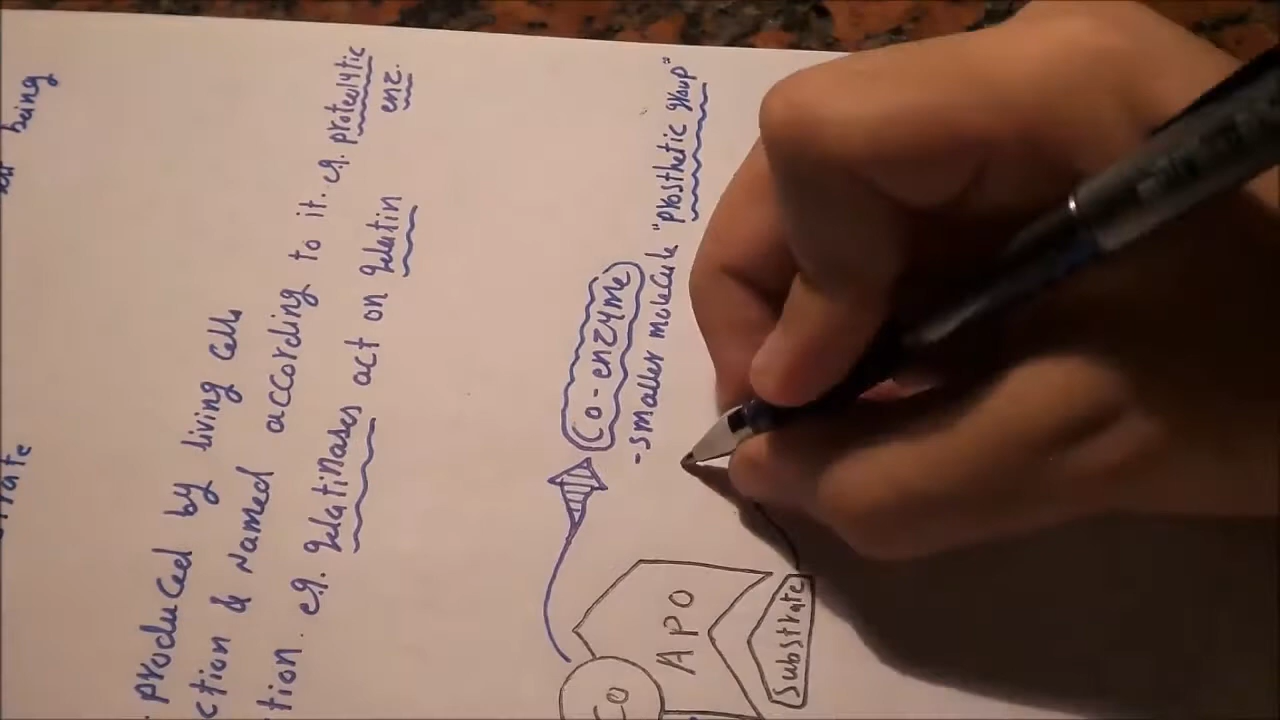 being
produced by living cells
ction & Named according to it. e.g. proteolytic enz.
tion. e.g. gelatinases act on gelatin
Co-enzyme
-smaller molecule "prosthetic group"
Co
APO
Substrate